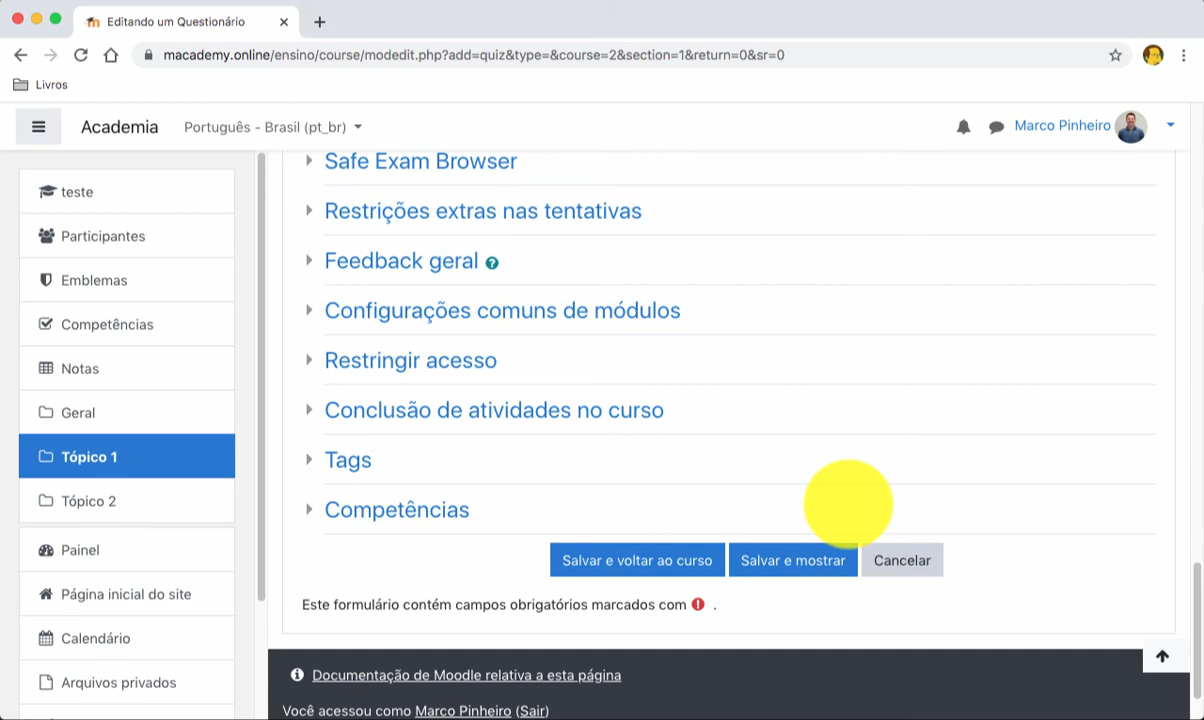 Editando um Questionário
macademy.online/ensino/course/modedit.php?add=quiz&type=&course=2&section=1&return=0&sr=0
Livros
Academia
Português - Brasil (pt_br)
Marco Pinheiro
teste
Participantes
Emblemas
Competências
Notas
Geral
Tópico 1
Tópico 2
Painel
Página inicial do site
Calendário
Arquivos privados
Safe Exam Browser
Restrições extras nas tentativas
Feedback geral
Configurações comuns de módulos
Restringir acesso
Conclusão de atividades no curso
Tags
Competências
Salvar e voltar ao curso
Salvar e mostrar
Cancelar
Este formulário contém campos obrigatórios marcados com .
Documentação de Moodle relativa a esta página
Você acessou como Marco Pinheiro (Sair)